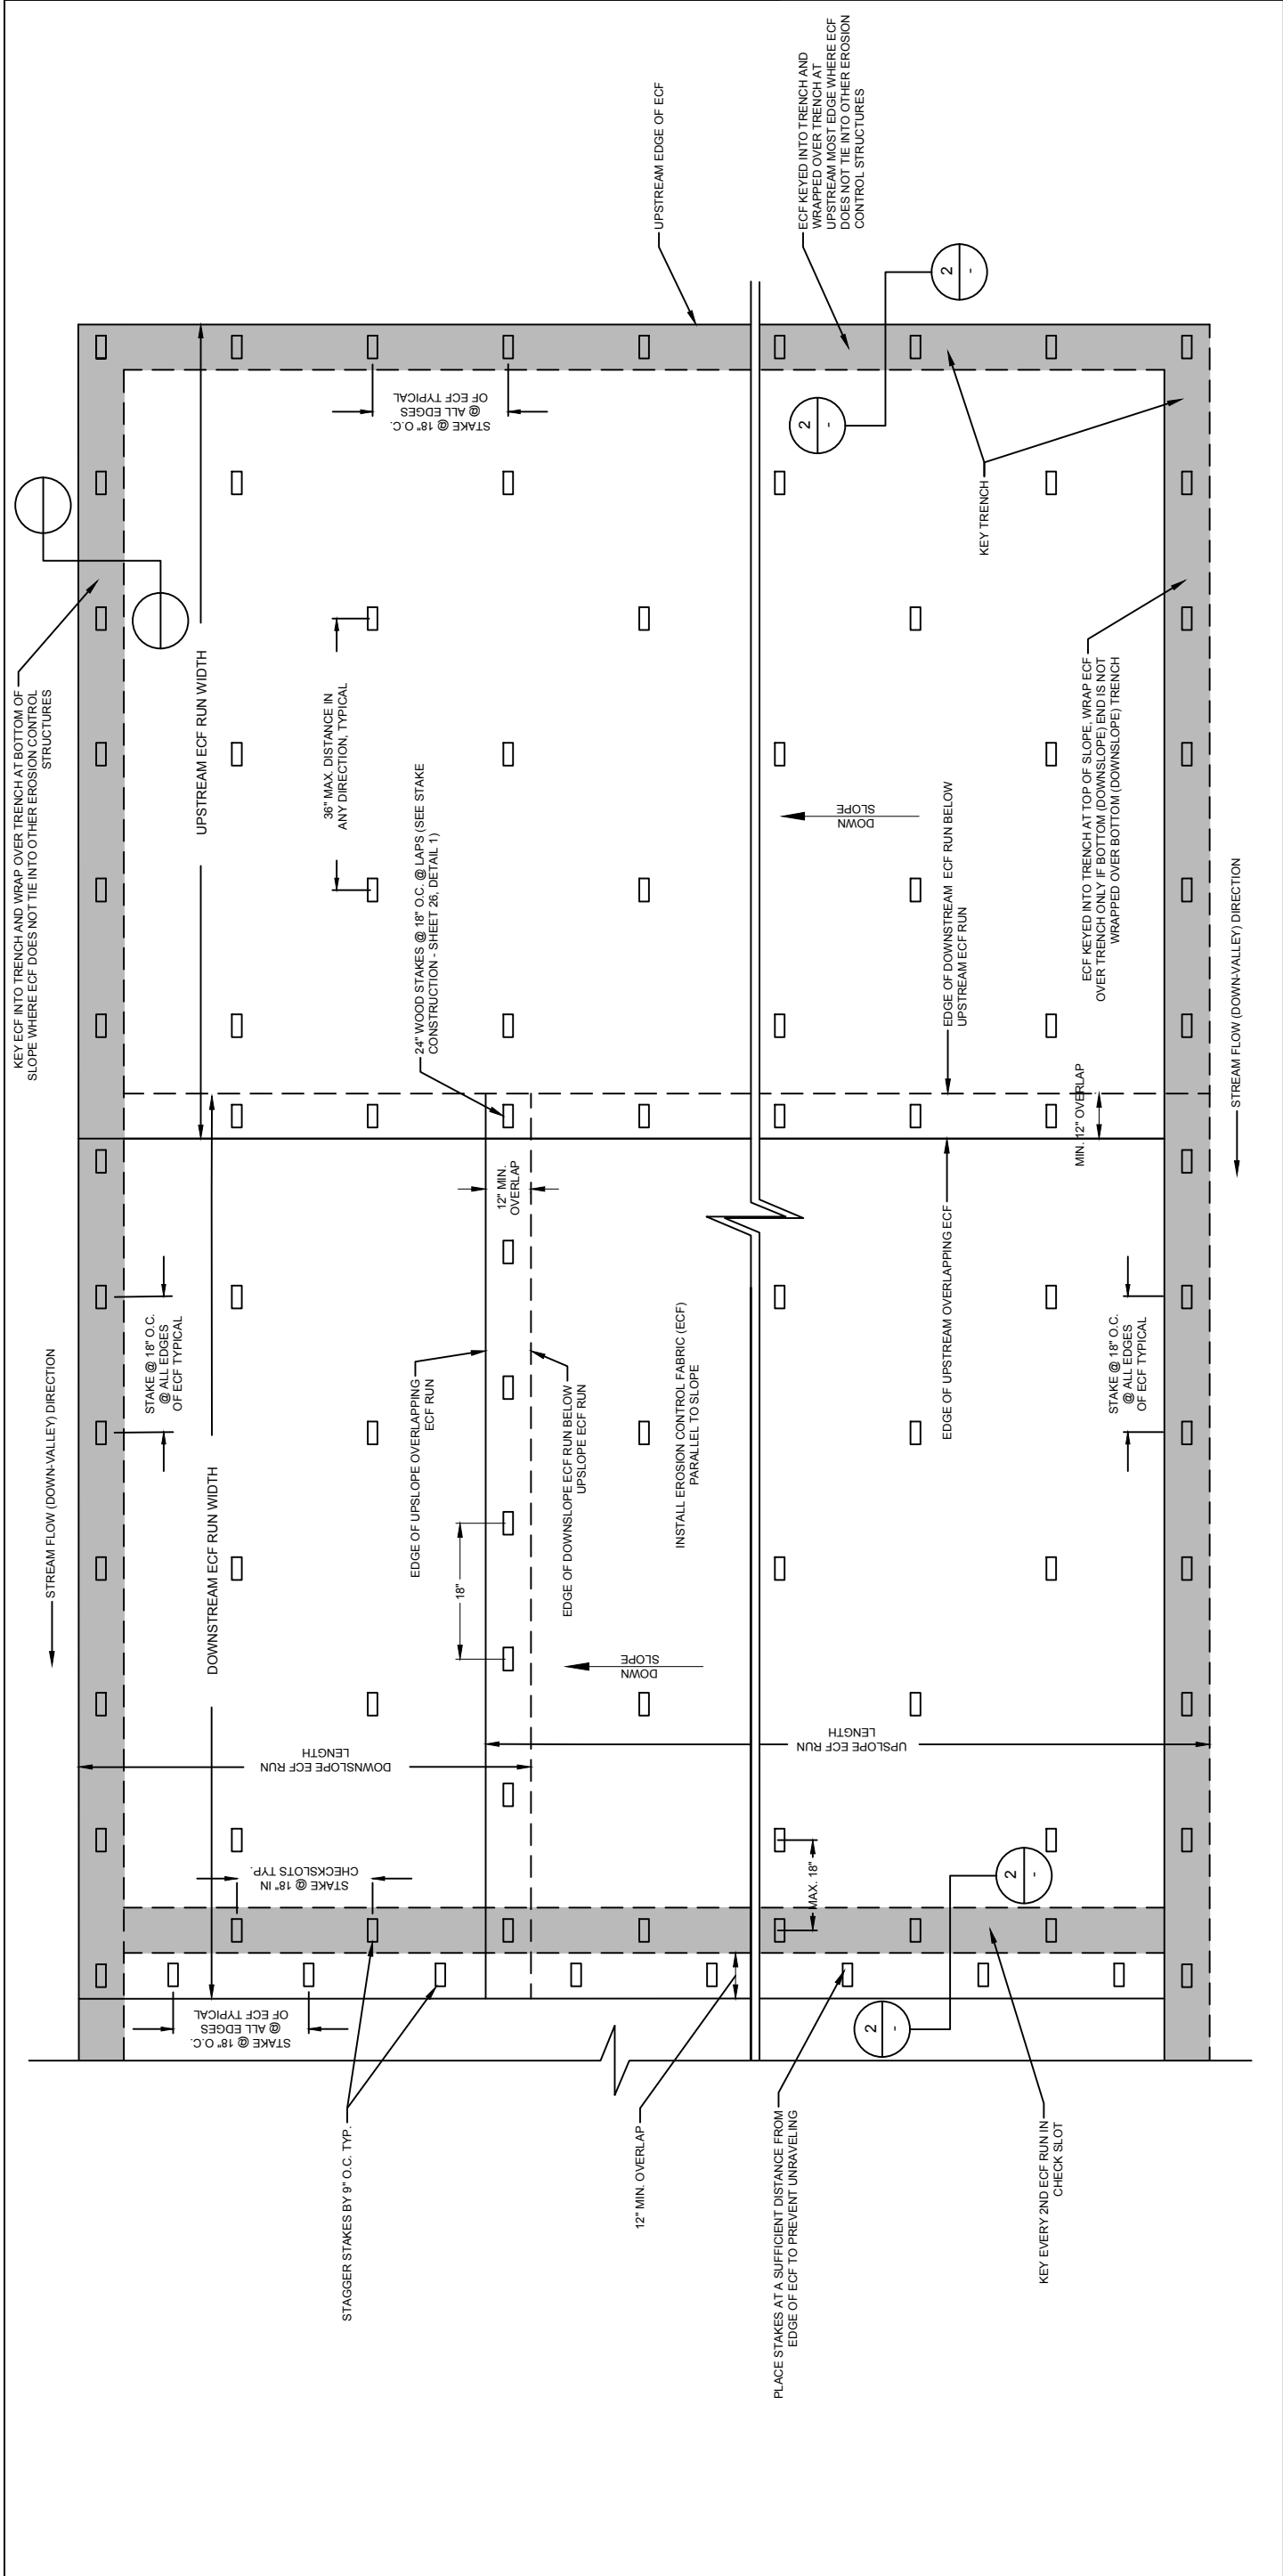 KEY ECF INTO TRENCH AND WRAP OVER TRENCH AT BOTTOM OF
SLOPE WHERE ECF DOES NOT TIE INTO OTHER EROSION CONTROL
STRUCTURES
STREAM FLOW (DOWN-VALLEY) DIRECTION
UPSTREAM ECF RUN WIDTH
DOWNSTREAM ECF RUN WIDTH
STAKE @ 18" O.C.
@ ALL EDGES
OF ECF TYPICAL
STAKE @ 18" O.C.
@ ALL EDGES
OF ECF TYPICAL
STAKE @ 18" IN
CHECKSLOTS TYP.
STAKE @ 18" O.C.
@ ALL EDGES
OF ECF TYPICAL
STAGGER STAKES BY 9" O.C. TYP.
DOWNSLOPE ECF RUN
LENGTH
36" MAX. DISTANCE IN
ANY DIRECTION, TYPICAL
24" WOOD STAKES @ 18" O.C. @ LAPS (SEE STAKE
CONSTRUCTION - SHEET 26, DETAIL 1)
12" MIN.
OVERLAP
EDGE OF UPSLOPE OVERLAPPING
ECF RUN
18"
EDGE OF DOWNSLOPE ECF RUN BELOW
UPSLOPE ECF RUN
DOWN
SLOPE
INSTALL EROSION CONTROL FABRIC (ECF)
PARALLEL TO SLOPE
UPSTREAM EDGE OF ECF
ECF KEYED INTO TRENCH AND
WRAPPED OVER TRENCH AT
UPSTREAM MOST EDGE WHERE ECF
DOES NOT TIE INTO OTHER EROSION
CONTROL STRUCTURES
2
-
2
-
12" MIN. OVERLAP
DOWN
SLOPE
MAX. 18"
UPSLOPE ECF RUN
LENGTH
PLACE STAKES AT A SUFFICIENT DISTANCE FROM
EDGE OF ECF TO PREVENT UNRAVELING
2
-
2
-
EDGE OF DOWNSTREAM ECF RUN BELOW
UPSTREAM ECF RUN
EDGE OF UPSTREAM OVERLAPPING ECF
KEY TRENCH
KEY EVERY 2ND ECF RUN IN
CHECK SLOT
MIN. 12" OVERLAP
ECF KEYED INTO TRENCH AT TOP OF SLOPE, WRAP ECF
OVER TRENCH ONLY IF BOTTOM (DOWNSLOPE) END IS NOT
WRAPPED OVER BOTTOM (DOWNSLOPE) TRENCH
STAKE @ 18" O.C.
@ ALL EDGES
OF ECF TYPICAL
STREAM FLOW (DOWN-VALLEY) DIRECTION